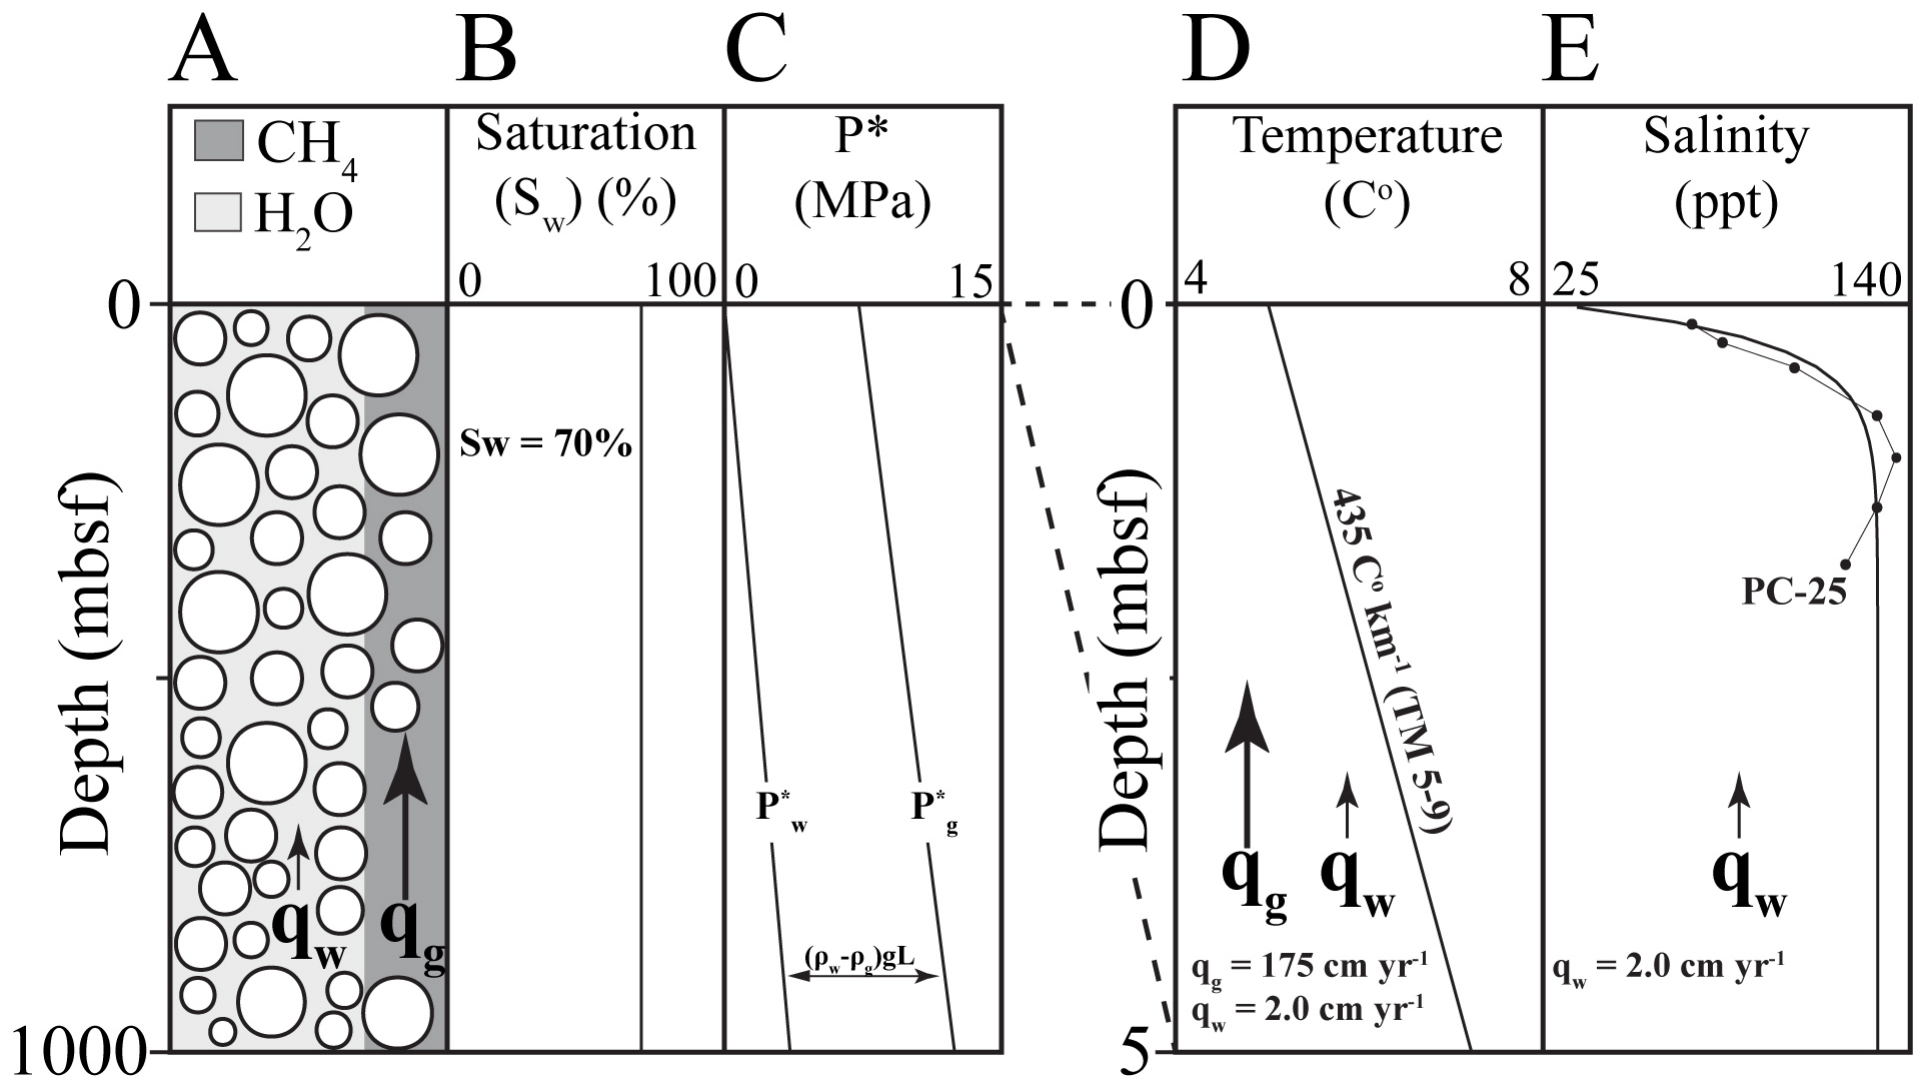 A B C D E
CH4
H2O
Saturation
(Sw) (%)
0 100
P*
(MPa)
0 15
Temperature
(Cº)
4 8
Salinity
(ppt)
25 140
0
Depth (mbsf)
1000
Sw = 70%
P*w
P*g
(ρw-ρg)gL
qw
qg
0
Depth (mbsf)
5
435 Cº km-1 (TM 5-9)
qg
qw
qg = 175 cm yr-1
qw = 2.0 cm yr-1
PC-25
qw
qw = 2.0 cm yr-1